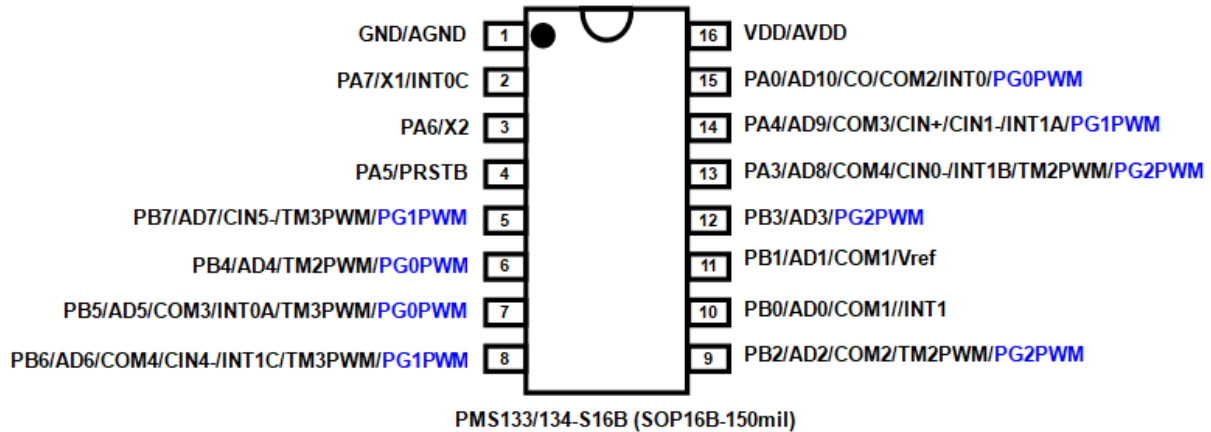 GND/AGND 1 16 VDD/AVDD
PA7/X1/INT0C 2 15 PA0/AD10/CO/COM2/INT0/PG0PWM
PA6/X2 3 14 PA4/AD9/COM3/CIN+/CIN1-/INT1A/PG1PWM
PA5/PRSTB 4 13 PA3/AD8/COM4/CIN0-/INT1B/TM2PWM/PG2PWM
PB7/AD7/CIN5-/TM3PWM/PG1PWM 5 12 PB3/AD3/PG2PWM
PB4/AD4/TM2PWM/PG0PWM 6 11 PB1/AD1/COM1/Vref
PB5/AD5/COM3/INT0A/TM3PWM/PG0PWM 7 10 PB0/AD0/COM1//INT1
PB6/AD6/COM4/CIN4-/INT1C/TM3PWM/PG1PWM 8 9 PB2/AD2/COM2/TM2PWM/PG2PWM
PMS133/134-S16B (SOP16B-150mil)